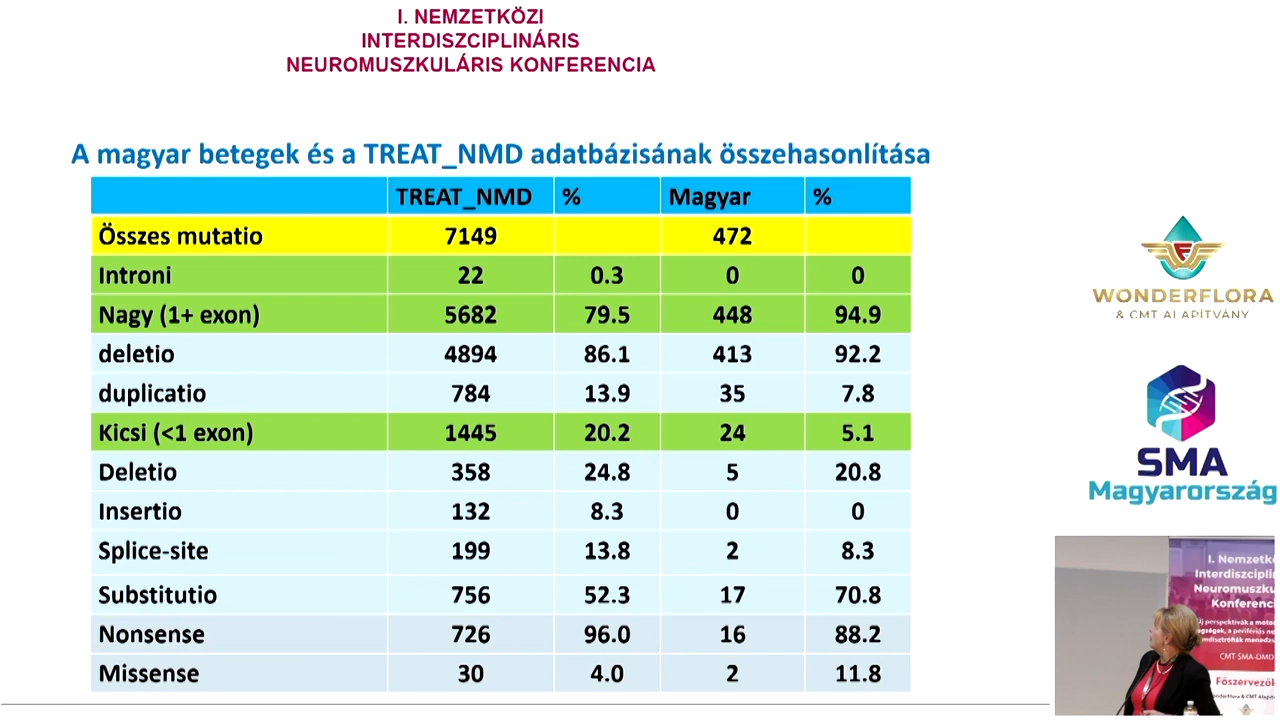 I. NEMZETKÖZI
INTERDISZCIPLINÁRIS
NEUROMUSZKULÁRIS KONFERENCIA
A magyar betegek és a TREAT_NMD adatbázisának összehasonlítása
TREAT_NMD % Magyar %
Összes mutatio 7149 472
Introni 22 0.3 0 0
Nagy (1+ exon) 5682 79.5 448 94.9
deletio 4894 86.1 413 92.2
duplicatio 784 13.9 35 7.8
Kicsi (<1 exon) 1445 20.2 24 5.1
Deletio 358 24.8 5 20.8
Insertio 132 8.3 0 0
Splice-site 199 13.8 2 8.3
Substitutio 756 52.3 17 70.8
Nonsense 726 96.0 16 88.2
Missense 30 4.0 2 11.8
WONDERFLORA
& CMT ALAPÍTVÁNY
SMA
Magyarország
I. Nemzetk
Interdiszciplin
Neuromuszku
Konferenci
CMT-SMA-DMD
Főszervezők